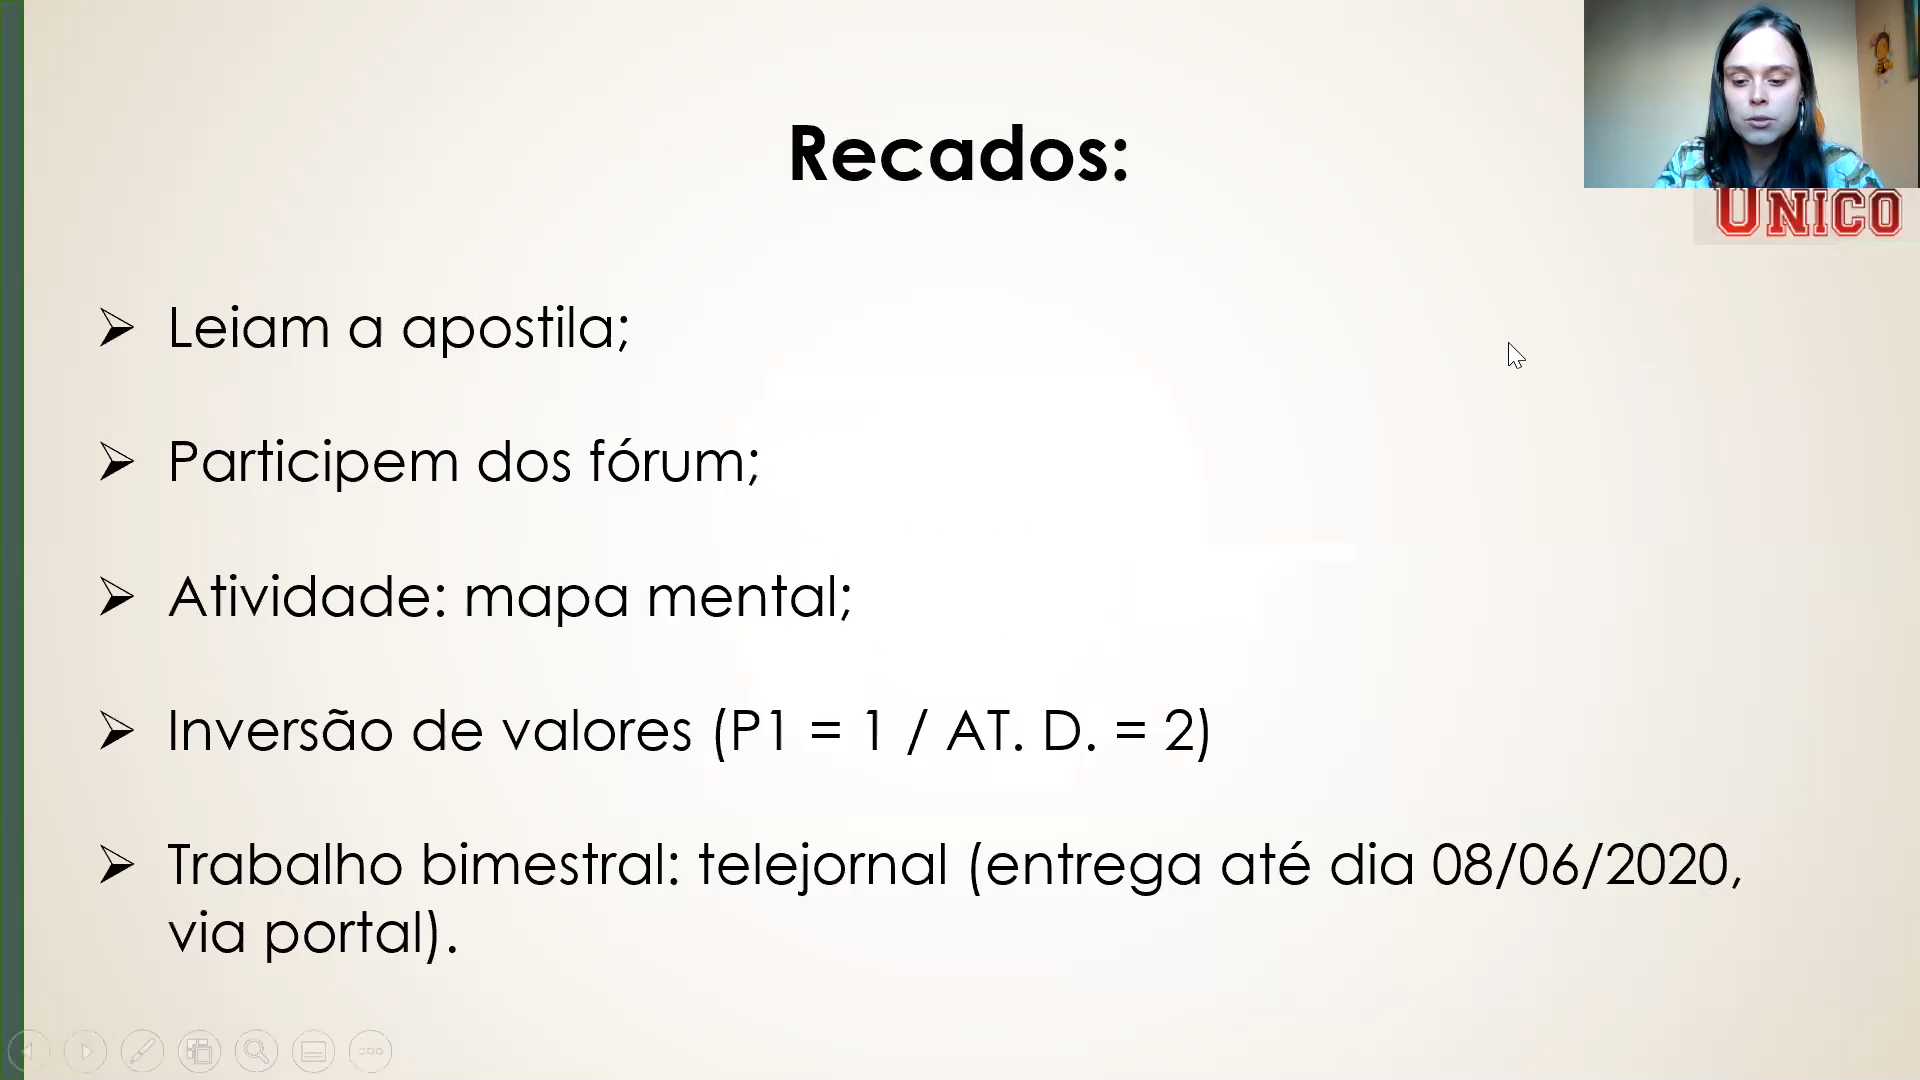 Recados:
UNICO
Leiam a apostila;
Participem dos fórum;
Atividade: mapa mental;
Inversão de valores (P1 = 1 / AT. D. = 2)
Trabalho bimestral: telejornal (entrega até dia 08/06/2020,
via portal).